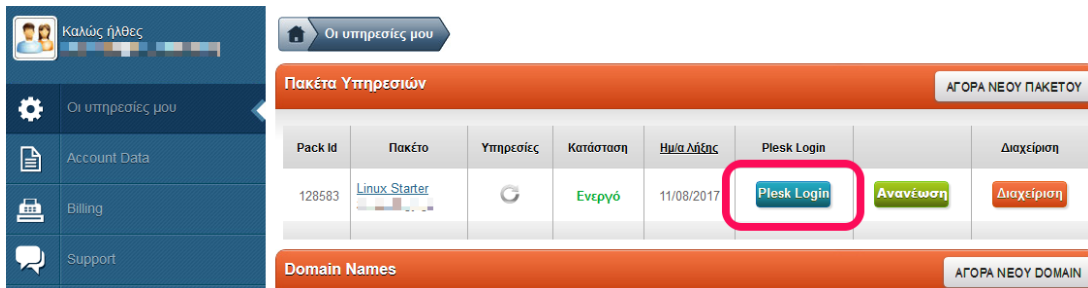 Καλώς ήλθες
Οι υπηρεσίες μου
Account Data
Billing
Support
Οι υπηρεσίες μου
Πακέτα Υπηρεσιών
ΑΓΟΡΑ ΝΕΟΥ ΠΑΚΕΤΟΥ
Pack Id Πακέτο Υπηρεσίες Κατάσταση Ημ/α Λήξης Plesk Login Διαχείριση
128583 Linux Starter Ενεργό 11/08/2017 Plesk Login Ανανέωση Διαχείριση
Domain Names
ΑΓΟΡΑ ΝΕΟΥ DOMAIN